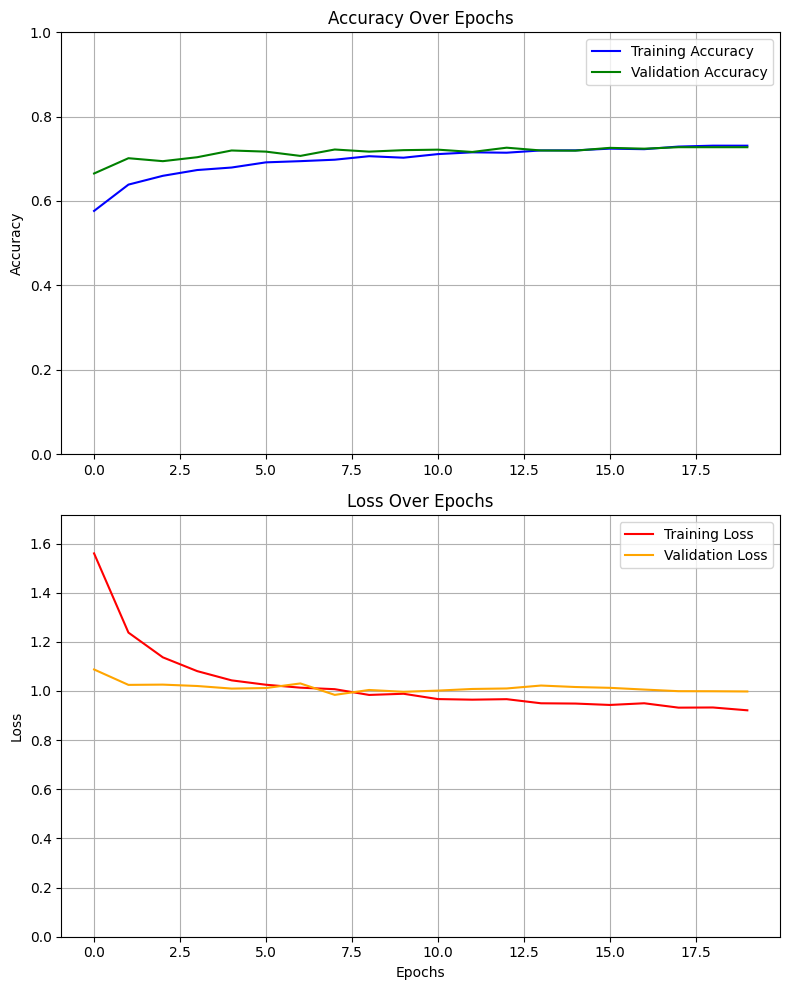 Accuracy Over Epochs
1.0
Training Accuracy
Validation Accuracy
0.8
0.6
Accuracy
0.4
0.2
0.0
0.0 2.5 5.0 7.5 10.0 12.5 15.0 17.5
Loss Over Epochs
Training Loss
Validation Loss
1.6
1.4
1.2
1.0
Loss
0.8
0.6
0.4
0.2
0.0
0.0 2.5 5.0 7.5 10.0 12.5 15.0 17.5
Epochs